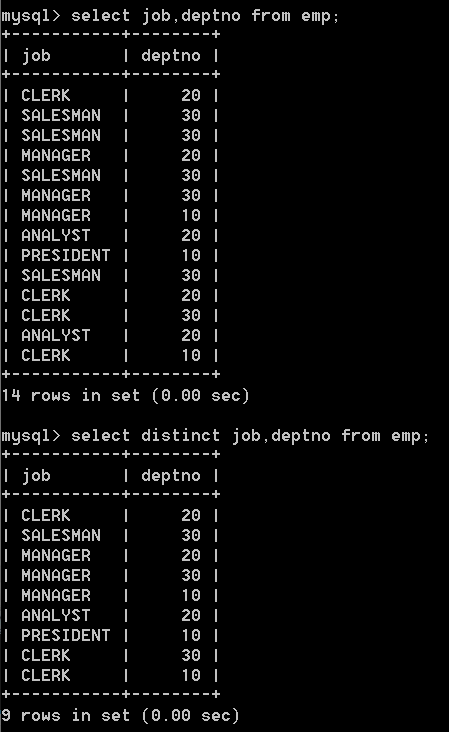 mysql> select job,deptno from emp;
+-----------+--------+
| job       | deptno |
+-----------+--------+
| CLERK     |     20 |
| SALESMAN  |     30 |
| SALESMAN  |     30 |
| MANAGER   |     20 |
| SALESMAN  |     30 |
| MANAGER   |     30 |
| MANAGER   |     10 |
| ANALYST   |     20 |
| PRESIDENT |     10 |
| SALESMAN  |     30 |
| CLERK     |     20 |
| CLERK     |     30 |
| ANALYST   |     20 |
| CLERK     |     10 |
+-----------+--------+
14 rows in set (0.00 sec)

mysql> select distinct job,deptno from emp;
+-----------+--------+
| job       | deptno |
+-----------+--------+
| CLERK     |     20 |
| SALESMAN  |     30 |
| MANAGER   |     20 |
| MANAGER   |     30 |
| MANAGER   |     10 |
| ANALYST   |     20 |
| PRESIDENT |     10 |
| CLERK     |     30 |
| CLERK     |     10 |
+-----------+--------+
9 rows in set (0.00 sec)